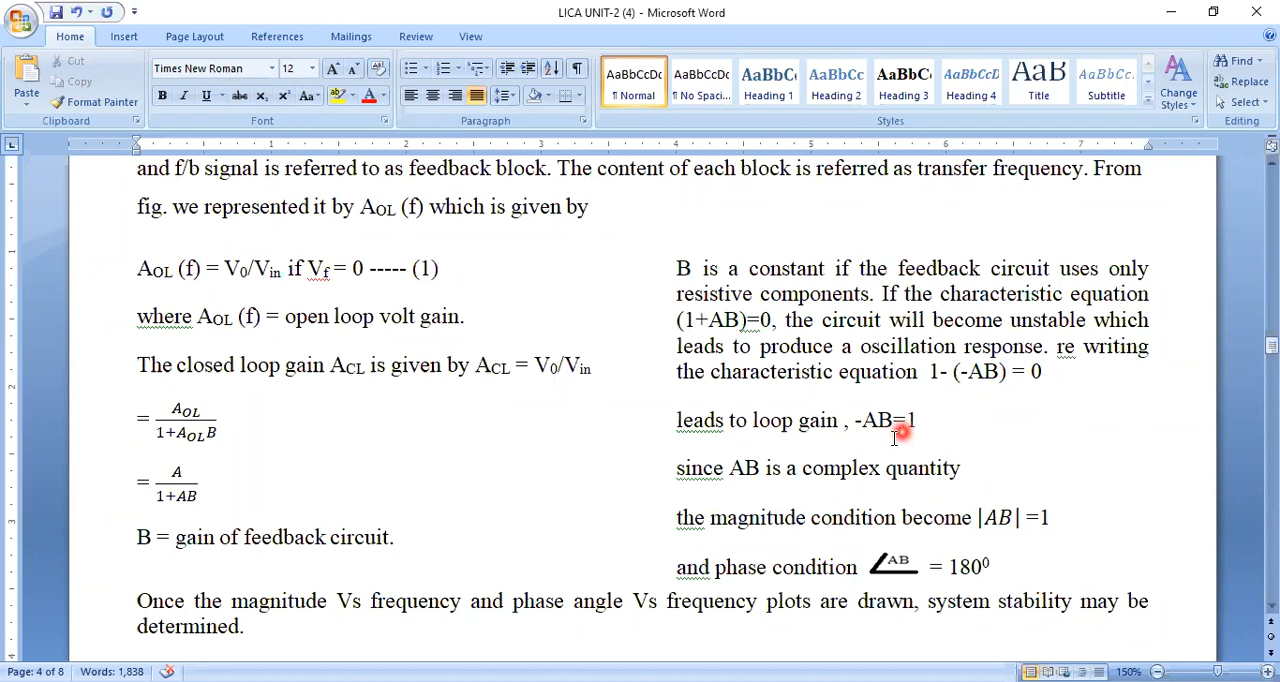 LICA UNIT-2 (4) - Microsoft Word
Home Insert Page Layout References Mailings Review View
Paste
Cut
Copy
Format Painter
Clipboard
Times New Roman 12
Font
Paragraph
AaBbCcDc AaBbCcDc AaBbC AaBbCc AaBbCc AaBbCcD AaB AaBbCcD
¶ Normal ¶ No Spaci... Heading 1 Heading 2 Heading 3 Heading 4 Title Subtitle
Change Styles
Styles
Find
Replace
Select
Editing
and f/b signal is referred to as feedback block. The content of each block is referred as transfer frequency. From
fig. we represented it by AOL (f) which is given by
AOL (f) = V0/Vin if Vf = 0 ----- (1)
where AOL (f) = open loop volt gain.
The closed loop gain ACL is given by ACL = V0/Vin
= AOL / 1+AOLB
= A / 1+AB
B = gain of feedback circuit.
B is a constant if the feedback circuit uses only
resistive components. If the characteristic equation
(1+AB)=0, the circuit will become unstable which
leads to produce a oscillation response. re writing
the characteristic equation 1- (-AB) = 0
leads to loop gain , -AB=1
since AB is a complex quantity
the magnitude condition become |AB| =1
and phase condition ∠AB = 180⁰
Once the magnitude Vs frequency and phase angle Vs frequency plots are drawn, system stability may be
determined.
Page: 4 of 8 Words: 1,838 150%